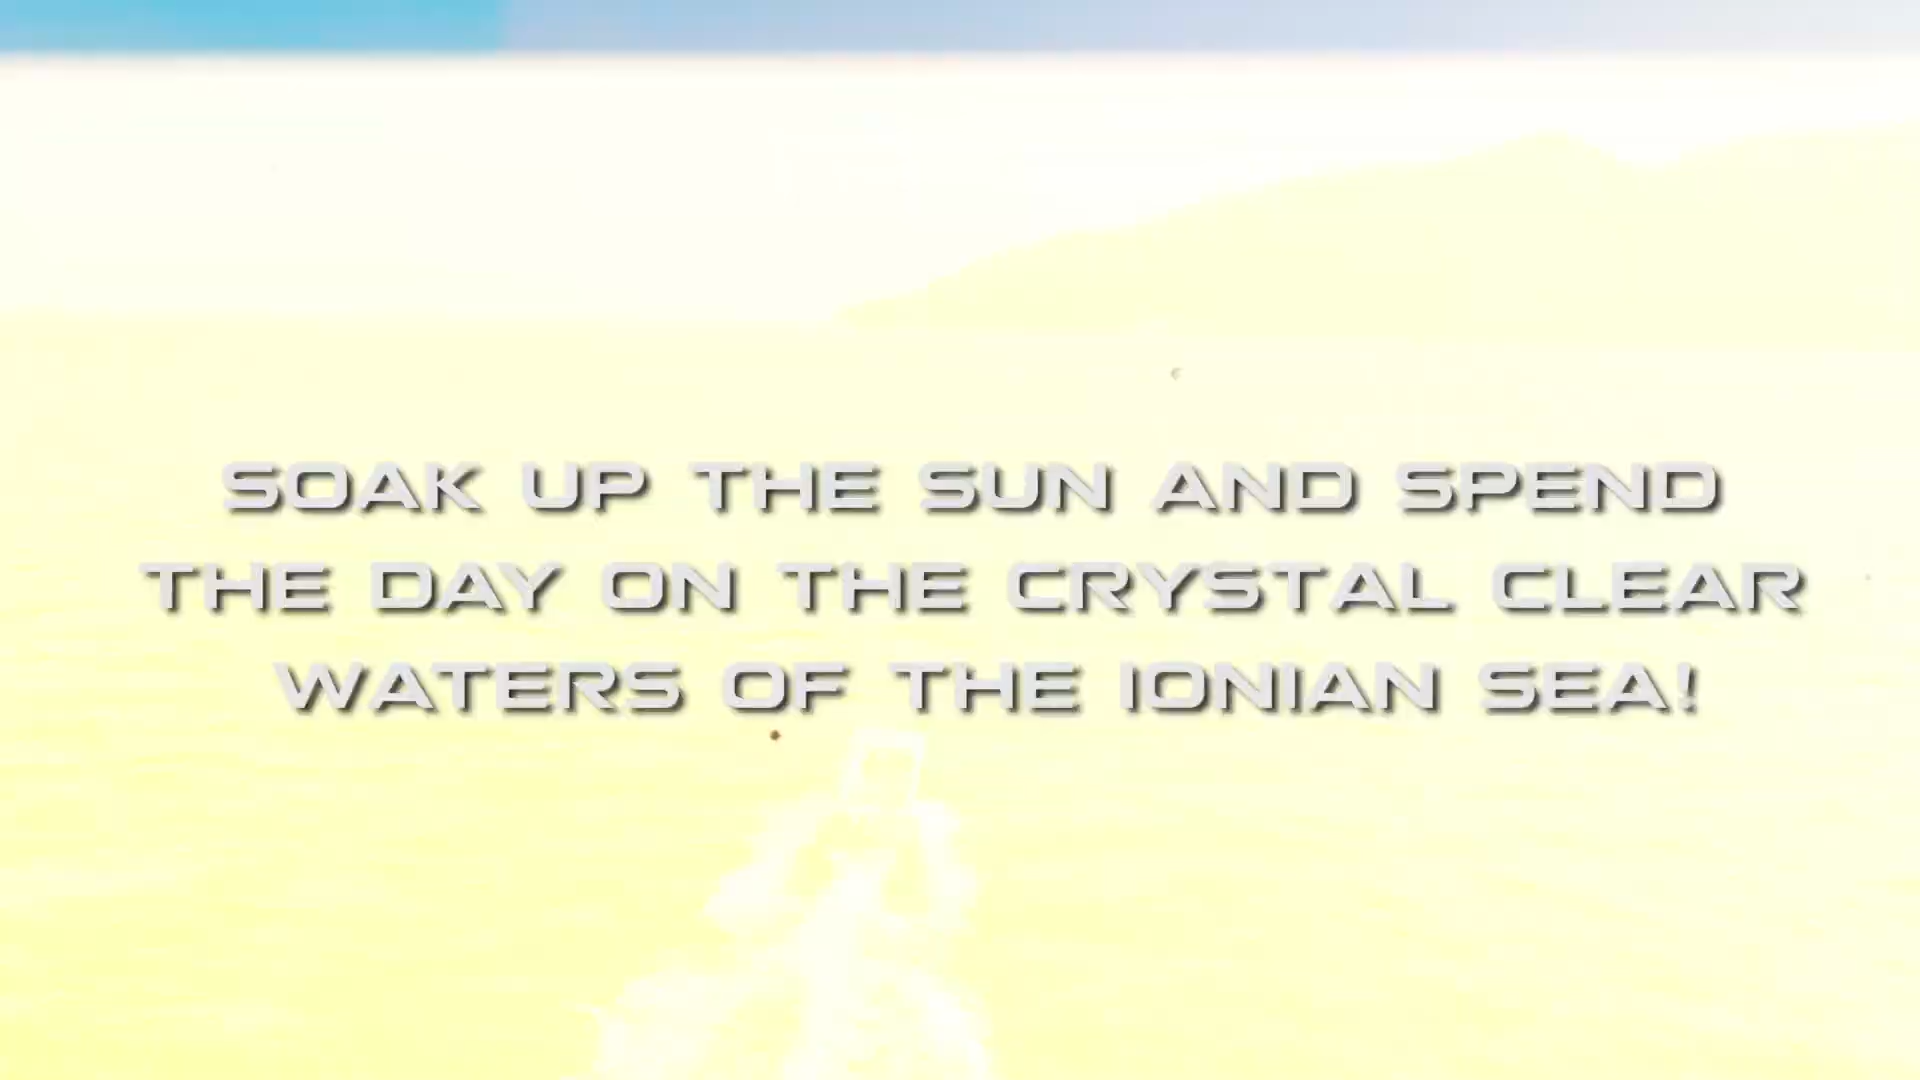 SOAK UP THE SUN AND SPEND
THE DAY ON THE CRYSTAL CLEAR
WATERS OF THE IONIAN SEA!